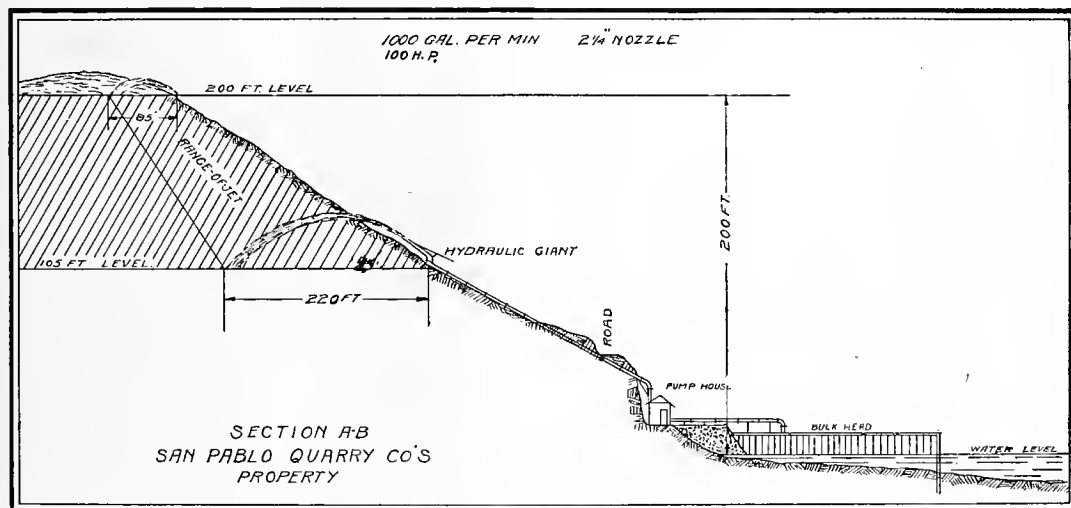 1000 GAL. PER MIN 2¼" NOZZLE
100 H.P.
200 FT. LEVEL
85'
RANGE-OF JET
200 FT.
HYDRAULIC GIANT
105 FT LEVEL.
220 FT
ROAD
PUMP HOUSE
BULK HEAD
WATER LEVEL
SECTION A-B
SAN PABLO QUARRY CO'S
PROPERTY